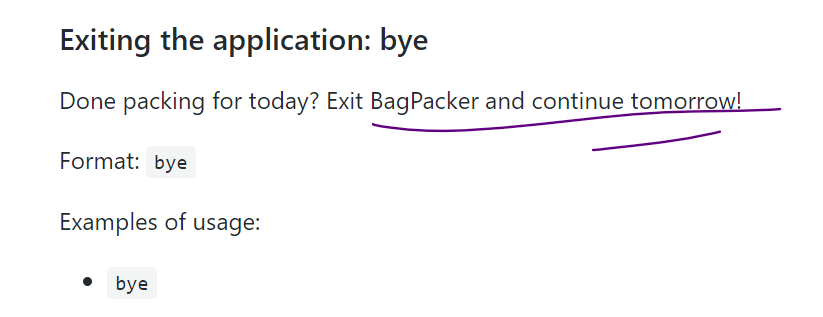 Exiting the application: bye
Done packing for today? Exit BagPacker and continue tomorrow!
Format: bye
Examples of usage:
bye